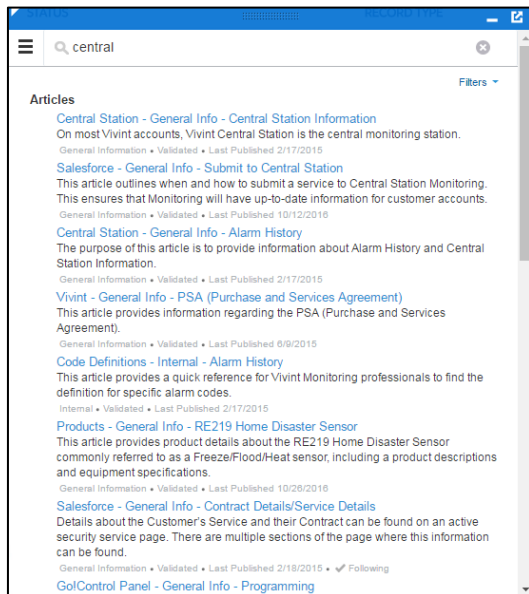 STATUS RECORD TYPE
central
Filters
Articles
Central Station - General Info - Central Station Information
On most Vivint accounts, Vivint Central Station is the central monitoring station.
General Information • Validated • Last Published 2/17/2015
Salesforce - General Info - Submit to Central Station
This article outlines when and how to submit a service to Central Station Monitoring.
This ensures that Monitoring will have up-to-date information for customer accounts.
General Information • Validated • Last Published 10/12/2016
Central Station - General Info - Alarm History
The purpose of this article is to provide information about Alarm History and Central
Station Information.
General Information • Validated • Last Published 2/17/2015
Vivint - General Info - PSA (Purchase and Services Agreement)
This article provides information regarding the PSA (Purchase and Services
Agreement).
General Information • Validated • Last Published 6/9/2015
Code Definitions - Internal - Alarm History
This article provides a quick reference for Vivint Monitoring professionals to find the
definition for specific alarm codes.
Internal • Validated • Last Published 2/17/2015
Products - General Info - RE219 Home Disaster Sensor
This article provides product details about the RE219 Home Disaster Sensor
commonly referred to as a Freeze/Flood/Heat sensor, including a product descriptions
and equipment specifications.
General Information • Validated • Last Published 10/26/2016
Salesforce - General Info - Contract Details/Service Details
Details about the Customer's Service and their Contract can be found on an active
security service page. There are multiple sections of the page where this information
can be found.
General Information • Validated • Last Published 2/18/2015 • ✔ Following
Go!Control Panel - General Info - Programming